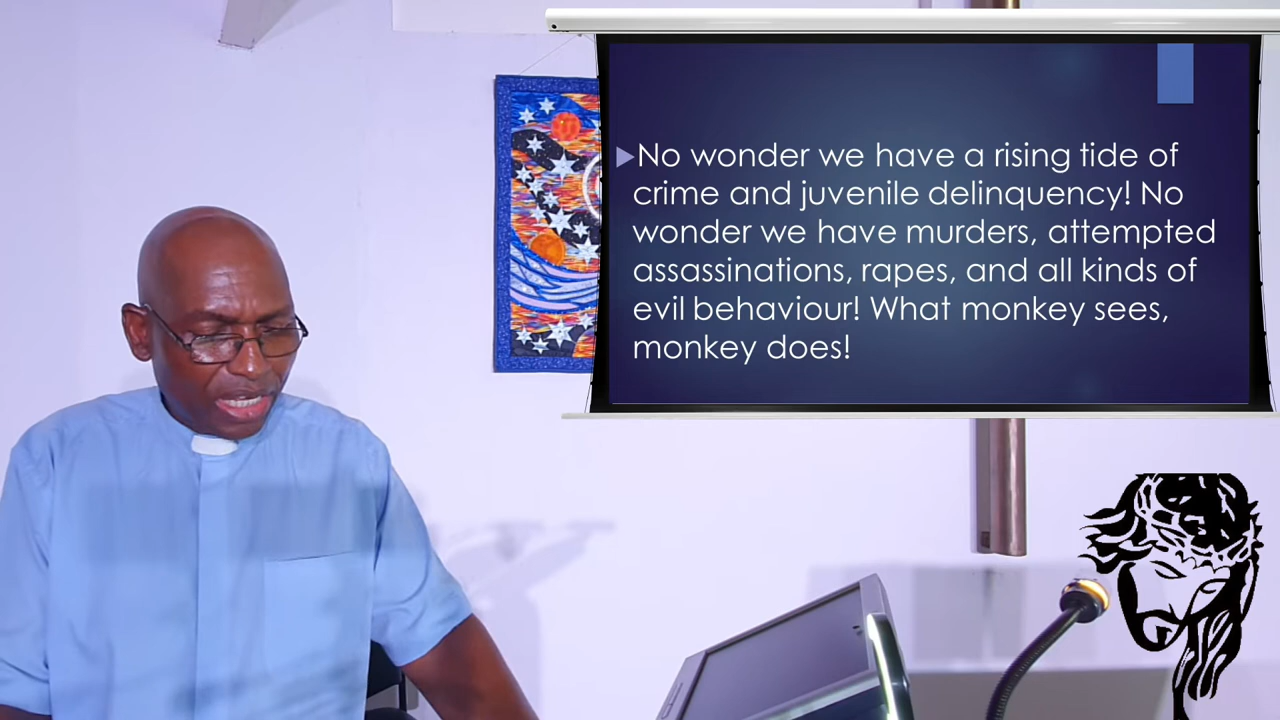 No wonder we have a rising tide of
crime and juvenile delinquency! No
wonder we have murders, attempted
assassinations, rapes, and all kinds of
evil behaviour! What monkey sees,
monkey does!